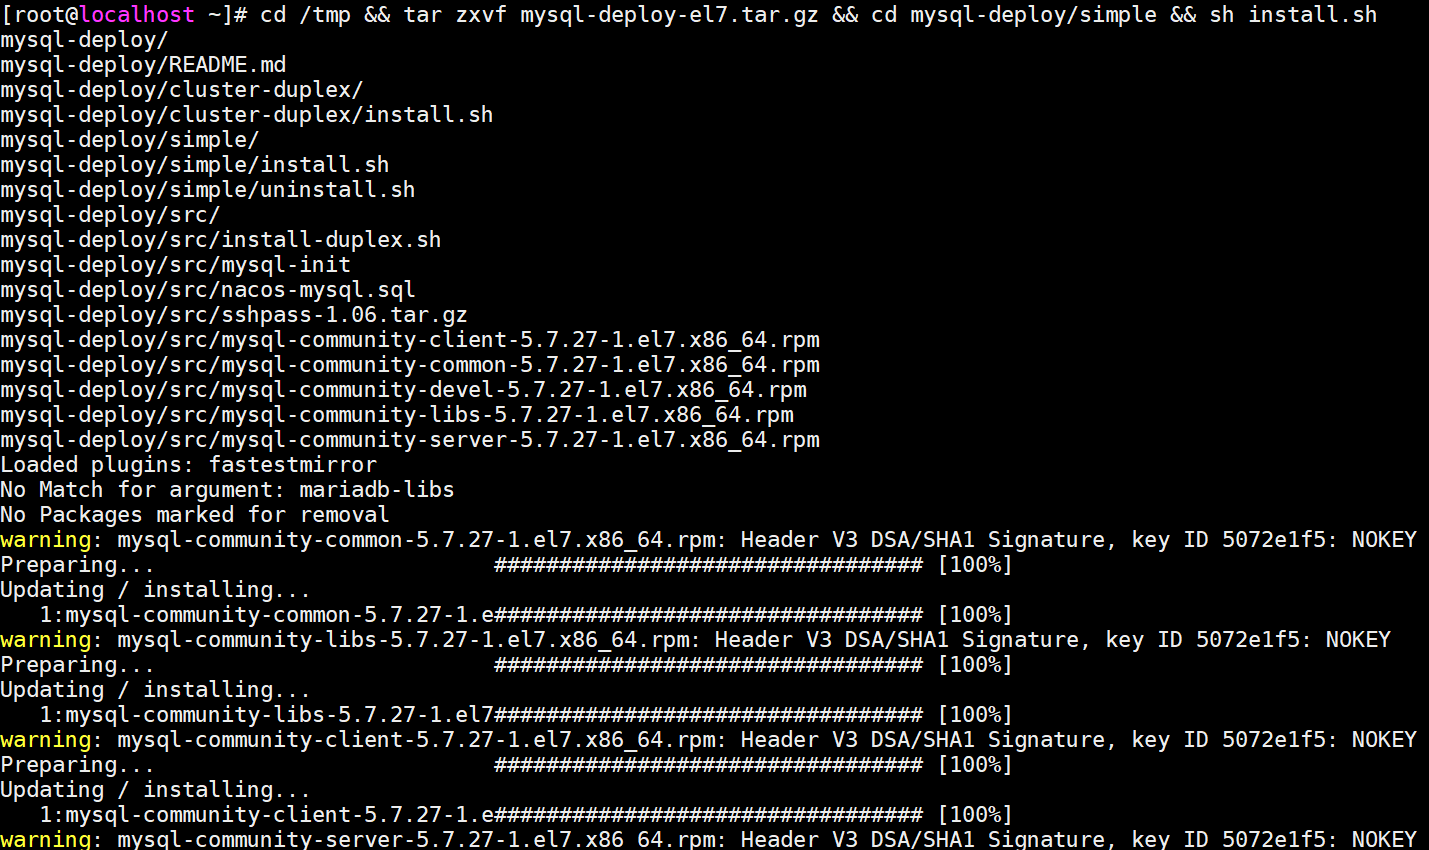 [root@localhost ~]# cd /tmp && tar zxvf mysql-deploy-el7.tar.gz && cd mysql-deploy/simple && sh install.sh
mysql-deploy/
mysql-deploy/README.md
mysql-deploy/cluster-duplex/
mysql-deploy/cluster-duplex/install.sh
mysql-deploy/simple/
mysql-deploy/simple/install.sh
mysql-deploy/simple/uninstall.sh
mysql-deploy/src/
mysql-deploy/src/install-duplex.sh
mysql-deploy/src/mysql-init
mysql-deploy/src/nacos-mysql.sql
mysql-deploy/src/sshpass-1.06.tar.gz
mysql-deploy/src/mysql-community-client-5.7.27-1.el7.x86_64.rpm
mysql-deploy/src/mysql-community-common-5.7.27-1.el7.x86_64.rpm
mysql-deploy/src/mysql-community-devel-5.7.27-1.el7.x86_64.rpm
mysql-deploy/src/mysql-community-libs-5.7.27-1.el7.x86_64.rpm
mysql-deploy/src/mysql-community-server-5.7.27-1.el7.x86_64.rpm
Loaded plugins: fastestmirror
No Match for argument: mariadb-libs
No Packages marked for removal
warning: mysql-community-common-5.7.27-1.el7.x86_64.rpm: Header V3 DSA/SHA1 Signature, key ID 5072e1f5: NOKEY
Preparing...                          ################################# [100%]
Updating / installing...
   1:mysql-community-common-5.7.27-1.e################################# [100%]
warning: mysql-community-libs-5.7.27-1.el7.x86_64.rpm: Header V3 DSA/SHA1 Signature, key ID 5072e1f5: NOKEY
Preparing...                          ################################# [100%]
Updating / installing...
   1:mysql-community-libs-5.7.27-1.el7################################# [100%]
warning: mysql-community-client-5.7.27-1.el7.x86_64.rpm: Header V3 DSA/SHA1 Signature, key ID 5072e1f5: NOKEY
Preparing...                          ################################# [100%]
Updating / installing...
   1:mysql-community-client-5.7.27-1.e################################# [100%]
warning: mysql-community-server-5.7.27-1.el7.x86_64.rpm: Header V3 DSA/SHA1 Signature, key ID 5072e1f5: NOKEY